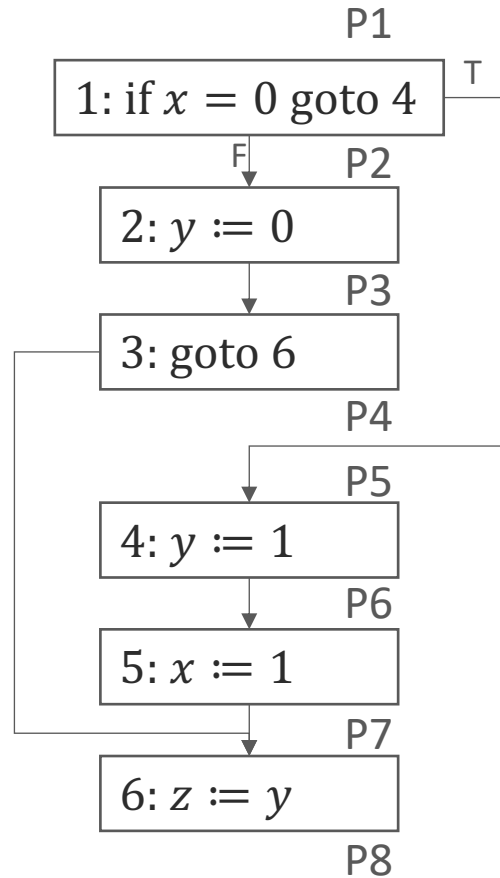 P1
1: if x = 0 goto 4
T
F
P2
2: y := 0
P3
3: goto 6
P4
P5
4: y := 1
P6
5: x := 1
P7
6: z := y
P8